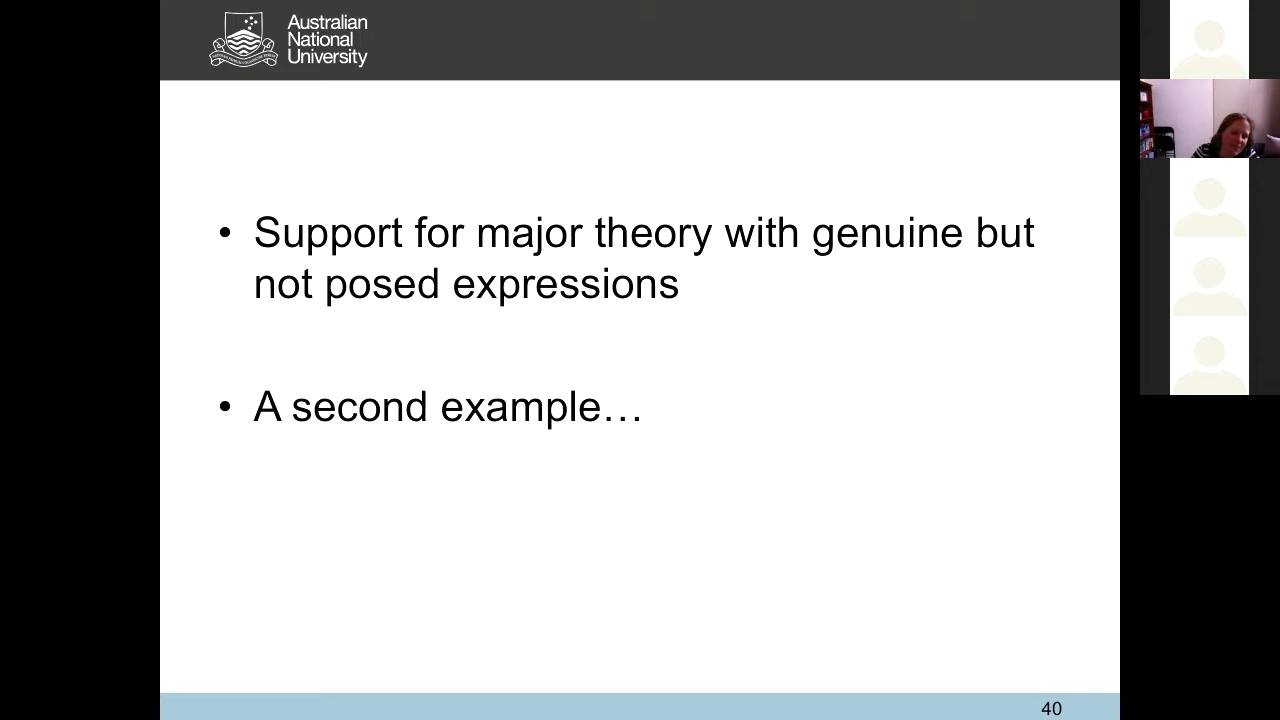 Australian
National
University
• Support for major theory with genuine but
not posed expressions
• A second example…
40